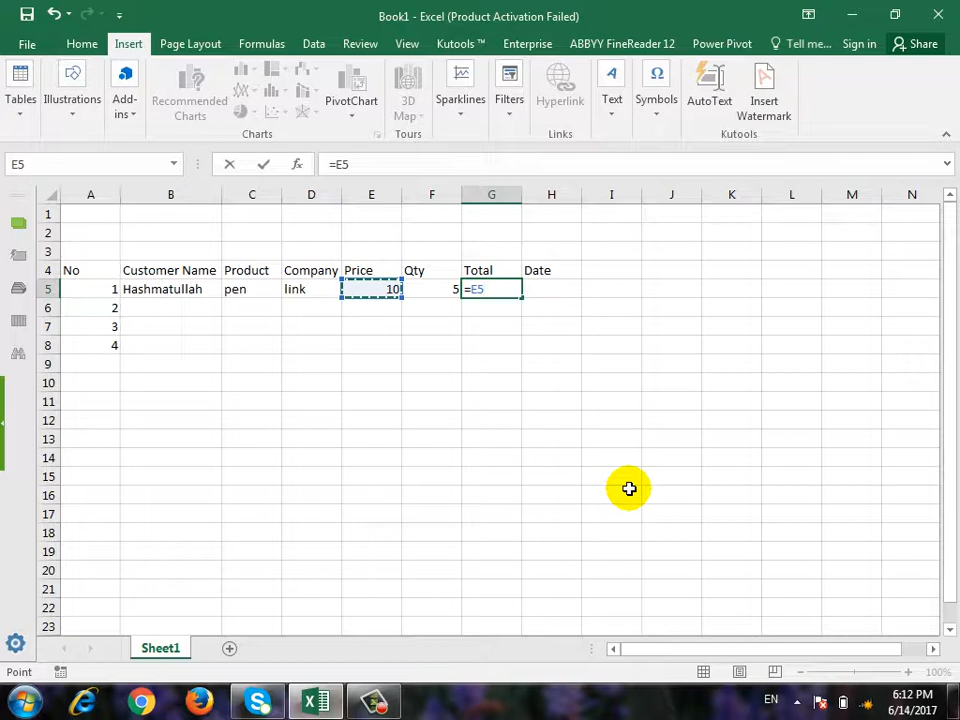 Book1 - Excel (Product Activation Failed)
File Home Insert Page Layout Formulas Data Review View Kutools ™ Enterprise ABBYY FineReader 12 Power Pivot Tell me... Sign in Share
Tables Illustrations Add-ins Recommended Charts PivotChart 3D Map Sparklines Filters Hyperlink Text Symbols AutoText Insert Watermark
Charts Tours Links Kutools
E5 fx =E5
A B C D E F G H I J K L M N
1
2
3
4 No Customer Name Product Company Price Qty Total Date
5 1 Hashmatullah pen link 10 5 =E5
6 2
7 3
8 4
9
10
11
12
13
14
15
16
17
18
19
20
21
22
23
Sheet1
Point 100%
EN 6:12 PM
6/14/2017